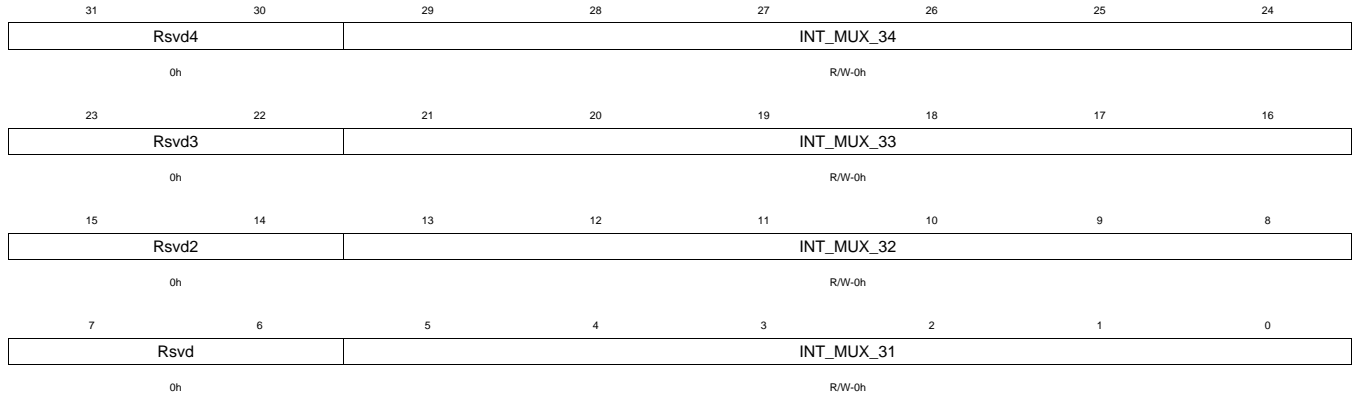 31 30 29 28 27 26 25 24
Rsvd4 INT_MUX_34
0h R/W-0h
23 22 21 20 19 18 17 16
Rsvd3 INT_MUX_33
0h R/W-0h
15 14 13 12 11 10 9 8
Rsvd2 INT_MUX_32
0h R/W-0h
7 6 5 4 3 2 1 0
Rsvd INT_MUX_31
0h R/W-0h